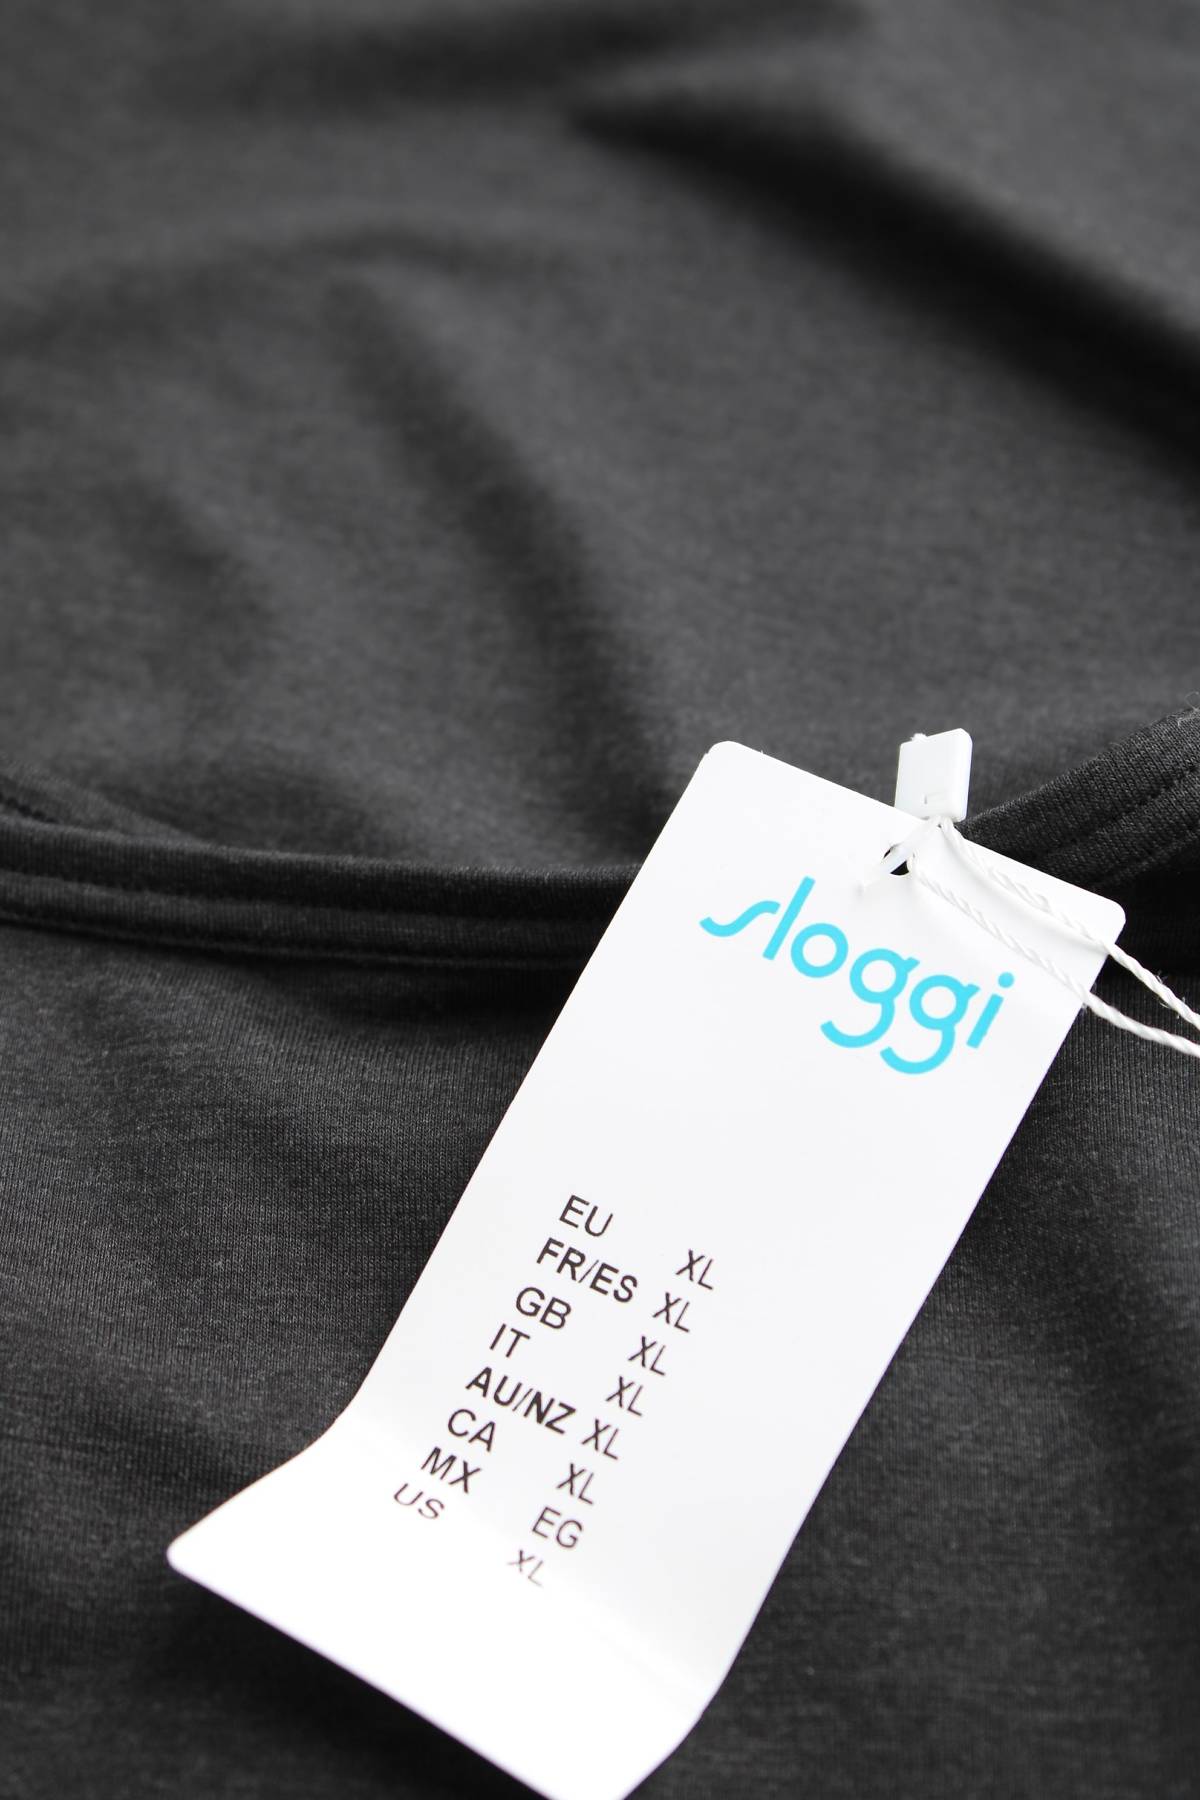 sloggi
EU XL
FR/ES XL
GB XL
IT XL
AU/NZ XL
CA XL
MX EG
US XL